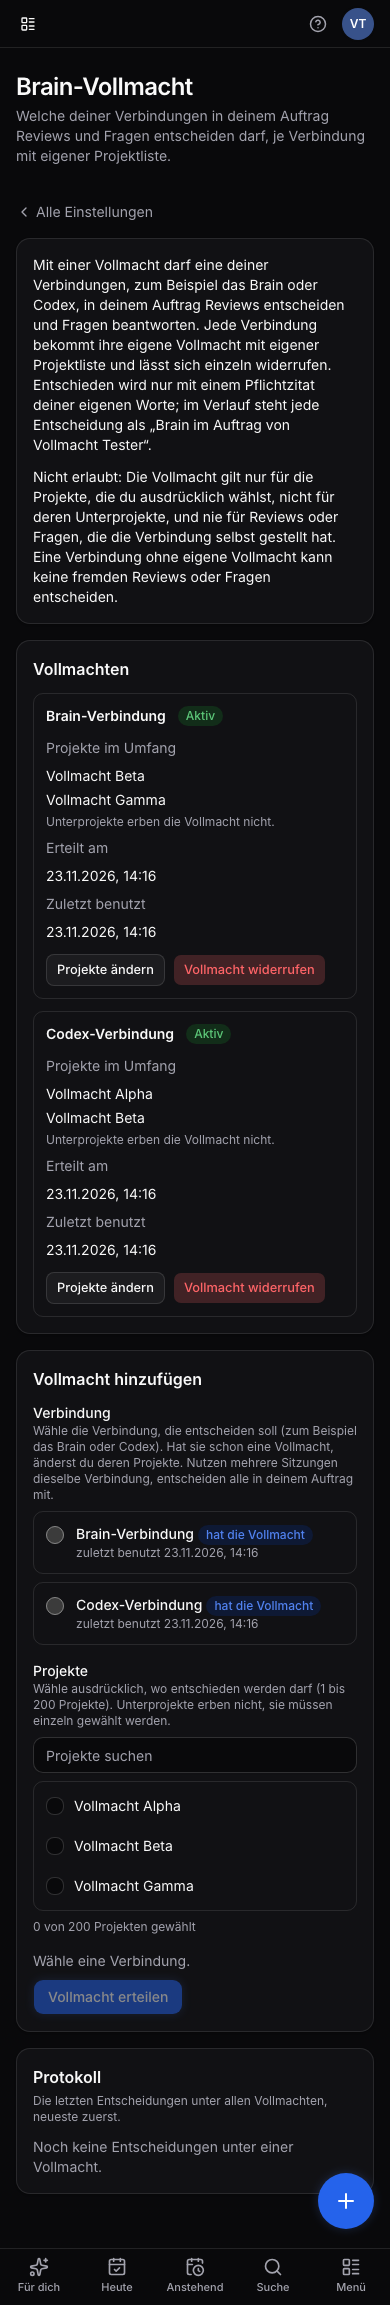 VT
Brain-Vollmacht
Welche deiner Verbindungen in deinem Auftrag
Reviews und Fragen entscheiden darf, je Verbindung
mit eigener Projektliste.
Alle Einstellungen
Mit einer Vollmacht darf eine deiner
Verbindungen, zum Beispiel das Brain oder
Codex, in deinem Auftrag Reviews entscheiden
und Fragen beantworten. Jede Verbindung
bekommt ihre eigene Vollmacht mit eigener
Projektliste und lässt sich einzeln widerrufen.
Entschieden wird nur mit einem Pflichtzitat
deiner eigenen Worte; im Verlauf steht jede
Entscheidung als „Brain im Auftrag von
Vollmacht Tester“.
Nicht erlaubt: Die Vollmacht gilt nur für die
Projekte, die du ausdrücklich wählst, nicht für
deren Unterprojekte, und nie für Reviews oder
Fragen, die die Verbindung selbst gestellt hat.
Eine Verbindung ohne eigene Vollmacht kann
keine fremden Reviews oder Fragen
entscheiden.
Vollmachten
Brain-Verbindung Aktiv
Projekte im Umfang
Vollmacht Beta
Vollmacht Gamma
Unterprojekte erben die Vollmacht nicht.
Erteilt am
23.11.2026, 14:16
Zuletzt benutzt
23.11.2026, 14:16
Projekte ändern Vollmacht widerrufen
Codex-Verbindung Aktiv
Projekte im Umfang
Vollmacht Alpha
Vollmacht Beta
Unterprojekte erben die Vollmacht nicht.
Erteilt am
23.11.2026, 14:16
Zuletzt benutzt
23.11.2026, 14:16
Projekte ändern Vollmacht widerrufen
Vollmacht hinzufügen
Verbindung
Wähle die Verbindung, die entscheiden soll (zum Beispiel
das Brain oder Codex). Hat sie schon eine Vollmacht,
änderst du deren Projekte. Nutzen mehrere Sitzungen
dieselbe Verbindung, entscheiden alle in deinem Auftrag
mit.
Brain-Verbindung hat die Vollmacht
zuletzt benutzt 23.11.2026, 14:16
Codex-Verbindung hat die Vollmacht
zuletzt benutzt 23.11.2026, 14:16
Projekte
Wähle ausdrücklich, wo entschieden werden darf (1 bis
200 Projekte). Unterprojekte erben nicht, sie müssen
einzeln gewählt werden.
Projekte suchen
Vollmacht Alpha
Vollmacht Beta
Vollmacht Gamma
0 von 200 Projekten gewählt
Wähle eine Verbindung.
Vollmacht erteilen
Protokoll
Die letzten Entscheidungen unter allen Vollmachten,
neueste zuerst.
Noch keine Entscheidungen unter einer
Vollmacht.
Für dich Heute Anstehend Suche Menü